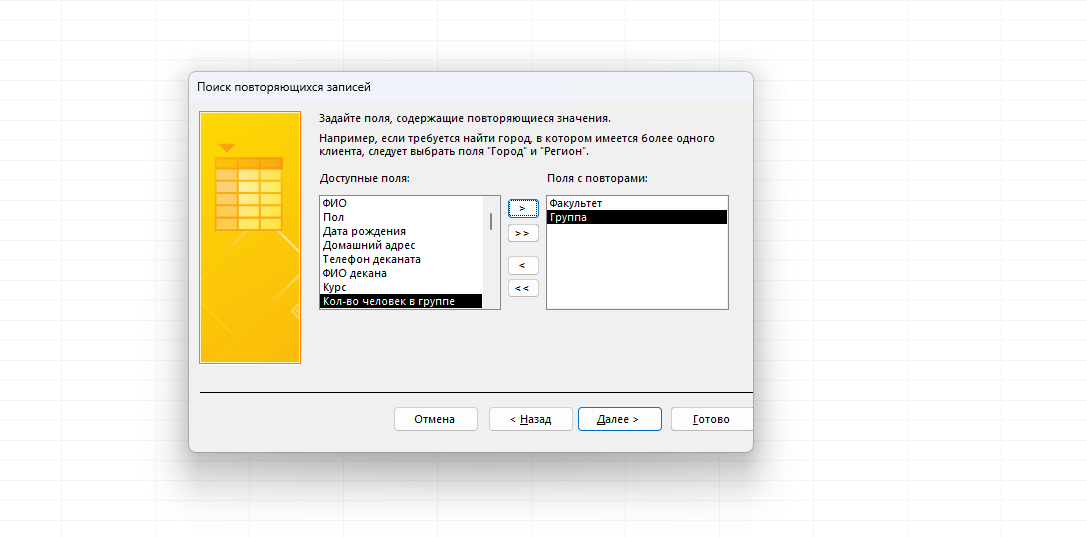 Поиск повторяющихся записей
Задайте поля, содержащие повторяющиеся значения.
Например, если требуется найти город, в котором имеется более одного
клиента, следует выбрать поля "Город" и "Регион".
Доступные поля:
ФИО
Пол
Дата рождения
Домашний адрес
Телефон деканата
ФИО декана
Курс
Кол-во человек в группе
>
>>
<
<<
Поля с повторами:
Факультет
Группа
Отмена
< Назад
Далее >
Готово